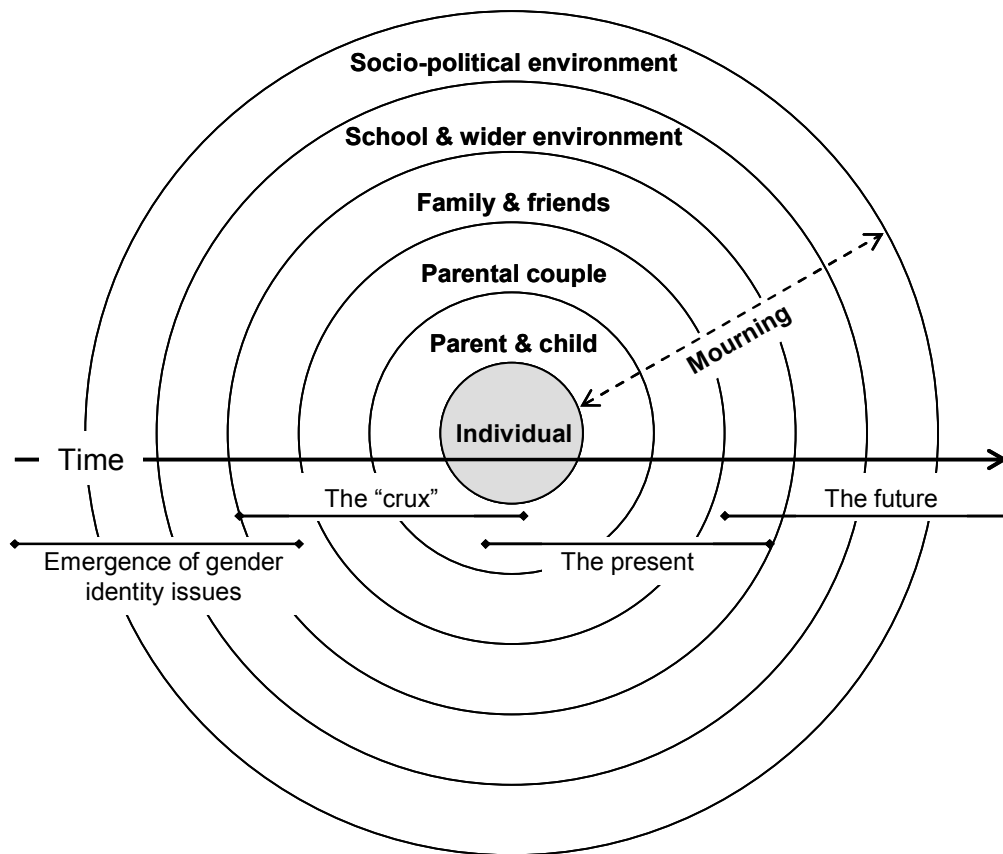 Socio-political environment
School & wider environment
Family & friends
Parental couple
Parent & child
Mourning
Individual
Time
The “crux”
The future
Emergence of gender
identity issues
The present